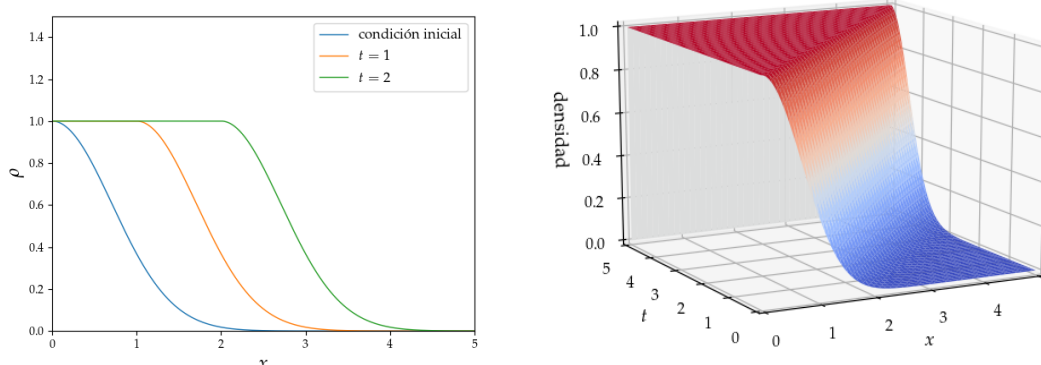 condición inicial
t = 1
t = 2
1.4
1.2
1.0
0.8
0.6
0.4
0.2
0.0
ρ
0 1 2 3 4 5
x
1.0
0.8
0.6
0.4
0.2
0.0
densidad
5 4 3 2 1 0
t
0 1 2 3 4
x